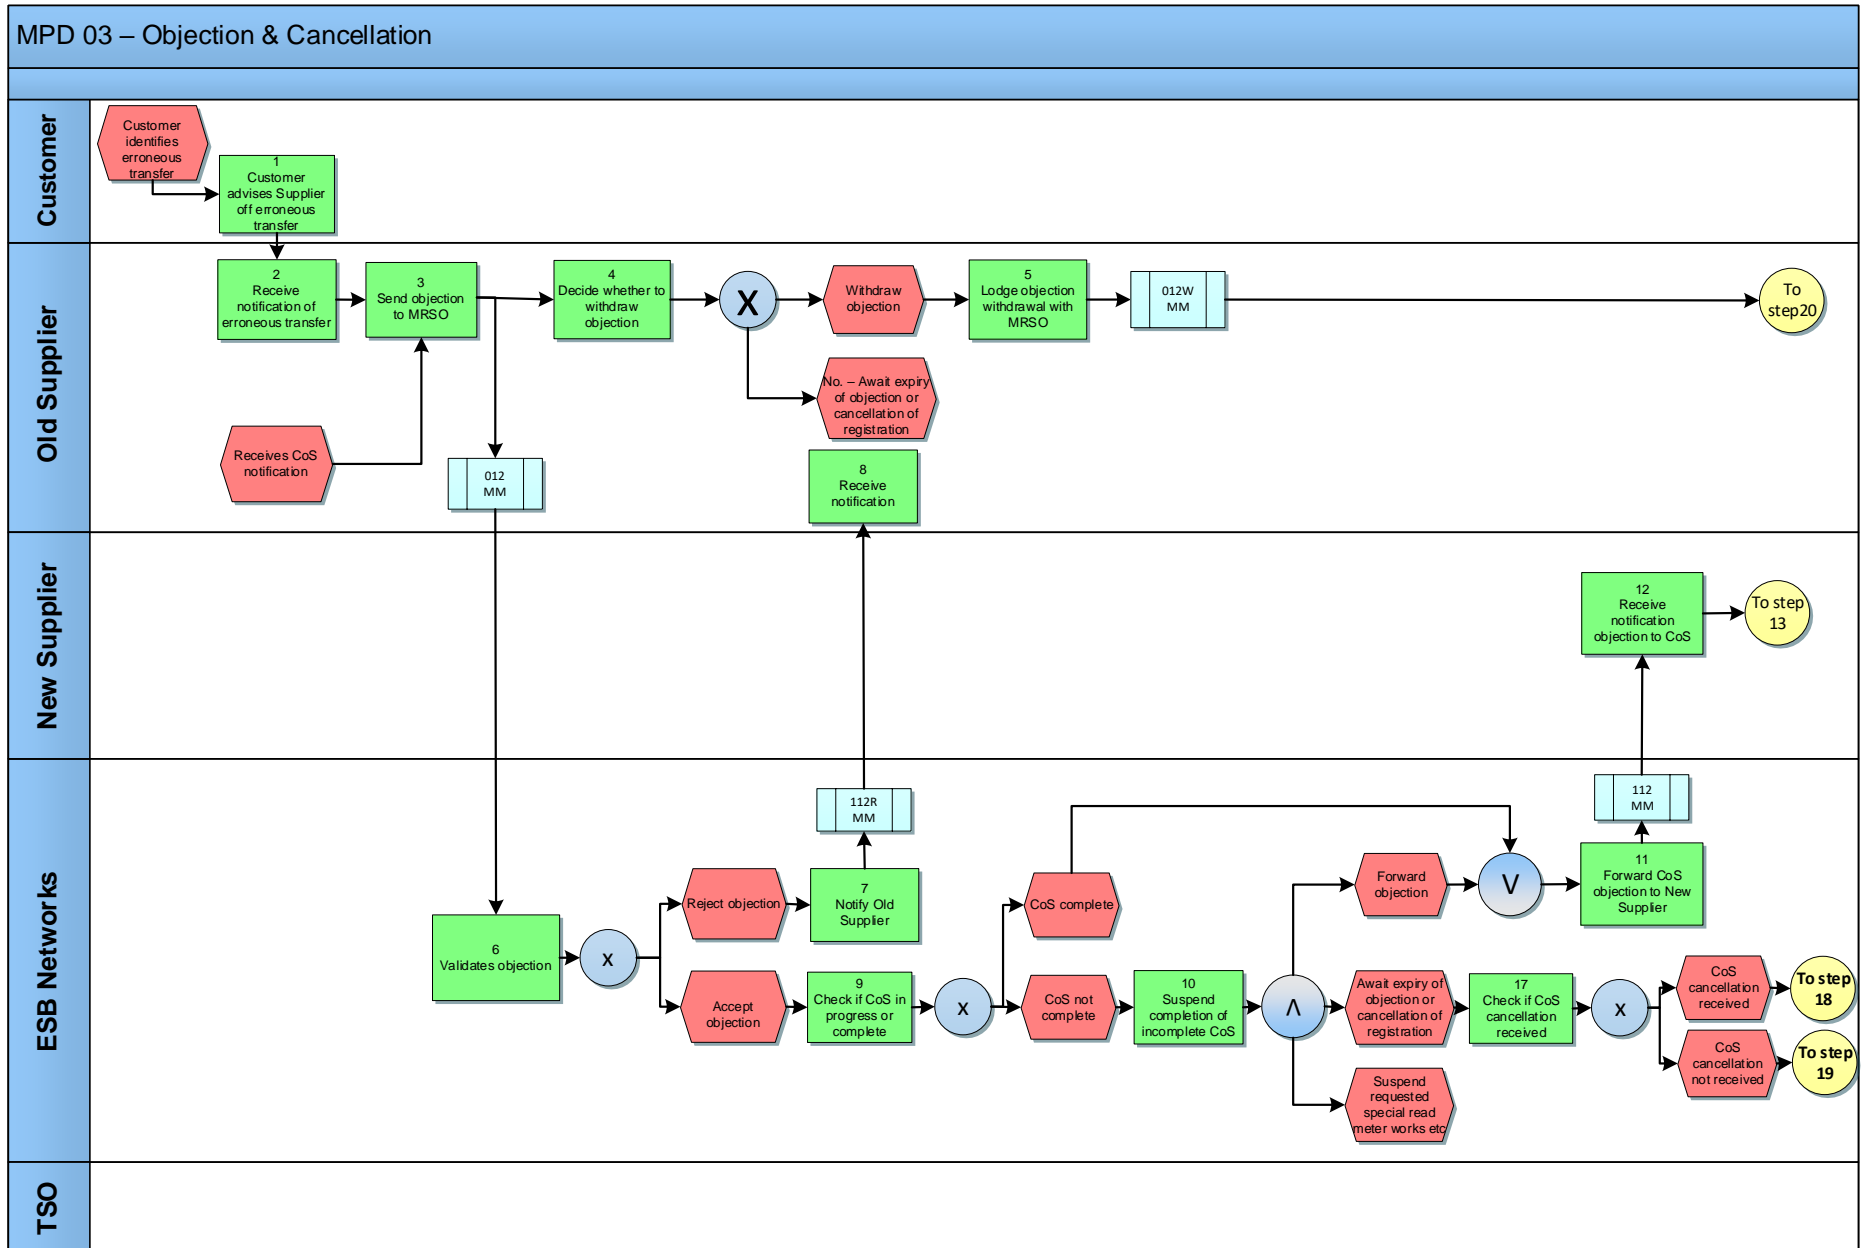 MPD 03 – Objection & Cancellation
Customer
Customer
identifies
erroneous
transfer
1
Customer
advises Supplier
off erroneous
transfer
Old Supplier
2
Receive
notification of
erroneous transfer
3
Send objection
to MRSO
4
Decide whether to
withdraw
objection
X
Withdraw
objection
5
Lodge objection
withdrawal with
MRSO
012W
MM
To
step20
No. – Await expiry
of objection or
cancellation of
registration
Receives CoS
notification
012
MM
8
Receive
notification
New Supplier
12
Receive
notification
objection to CoS
To step
13
ESB Networks
112R
MM
112
MM
Reject objection
7
Notify Old
Supplier
CoS complete
Forward
objection
V
11
Forward CoS
objection to New
Supplier
6
Validates objection
x
Accept
objection
9
Check if CoS in
progress or
complete
x
CoS not
complete
10
Suspend
completion of
incomplete CoS
Λ
Await expiry of
objection or
cancellation of
registration
17
Check if CoS
cancellation
received
x
CoS
cancellation
received
To step
18
CoS
cancellation
not received
To step
19
Suspend
requested
special read
meter works etc
TSO